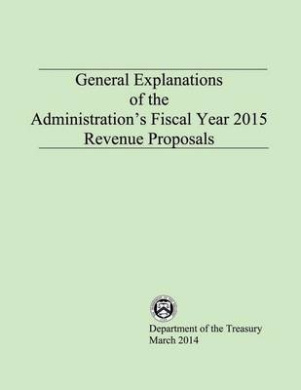 General Explanations
of the
Administration's Fiscal Year 2015
Revenue Proposals
Department of the Treasury
March 2014